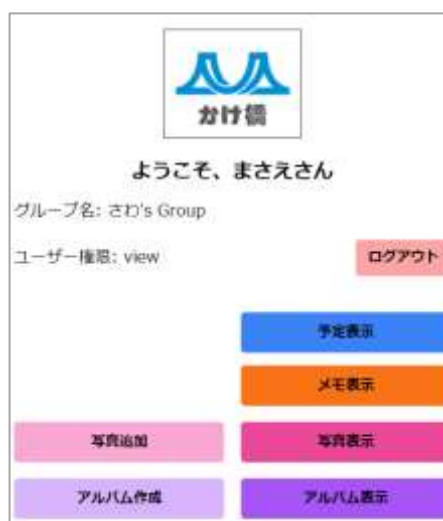 かけ橋
ようこそ、まさえさん
グループ名: さわ's Group
ユーザー権限: view
ログアウト
予定表示
メモ表示
写真追加
写真表示
アルバム作成
アルバム表示